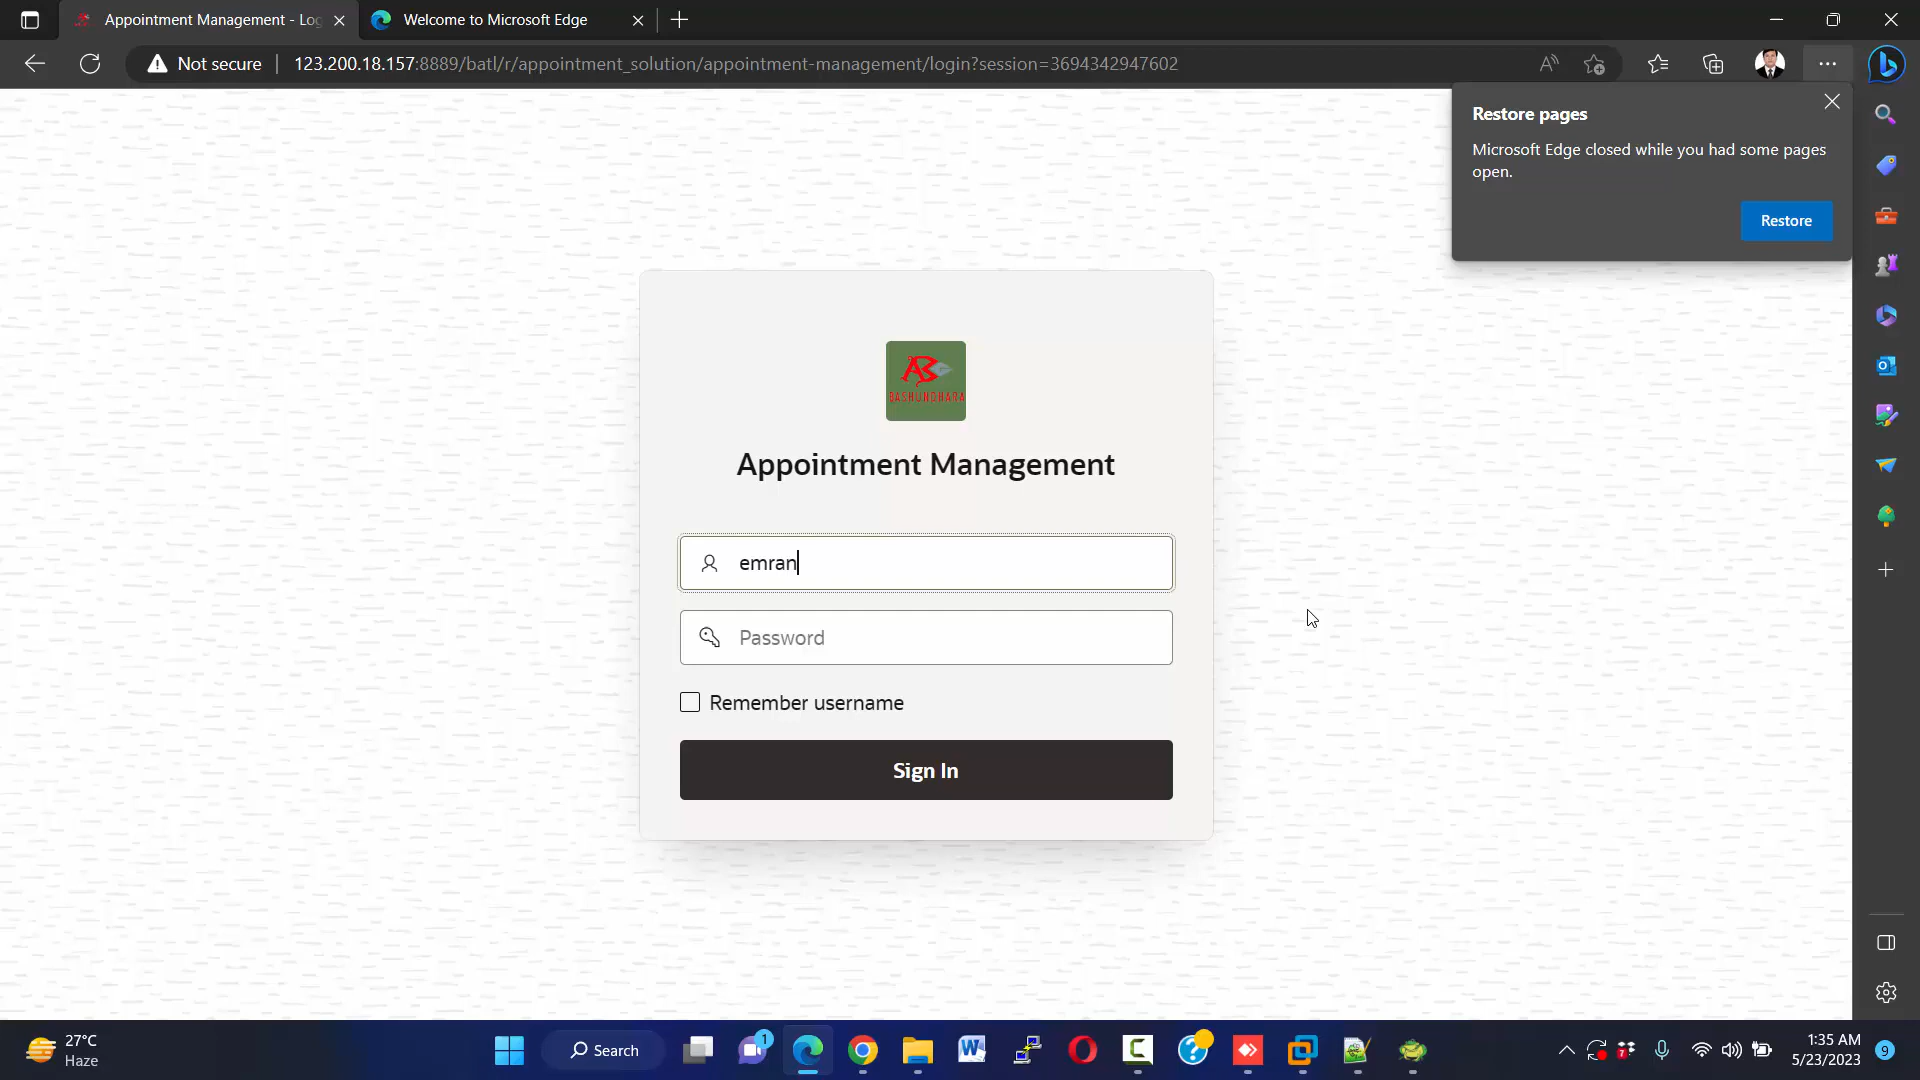 Appointment Management - Log
Welcome to Microsoft Edge
Not secure
123.200.18.157:8889/batl/r/appointment_solution/appointment-management/login?session=3694342947602
Restore pages
Microsoft Edge closed while you had some pages
open.
Restore
BASHUNDHARA
Appointment Management
emran
Password
Remember username
Sign In
27°C
Haze
Search
1
1:35 AM
5/23/2023
9